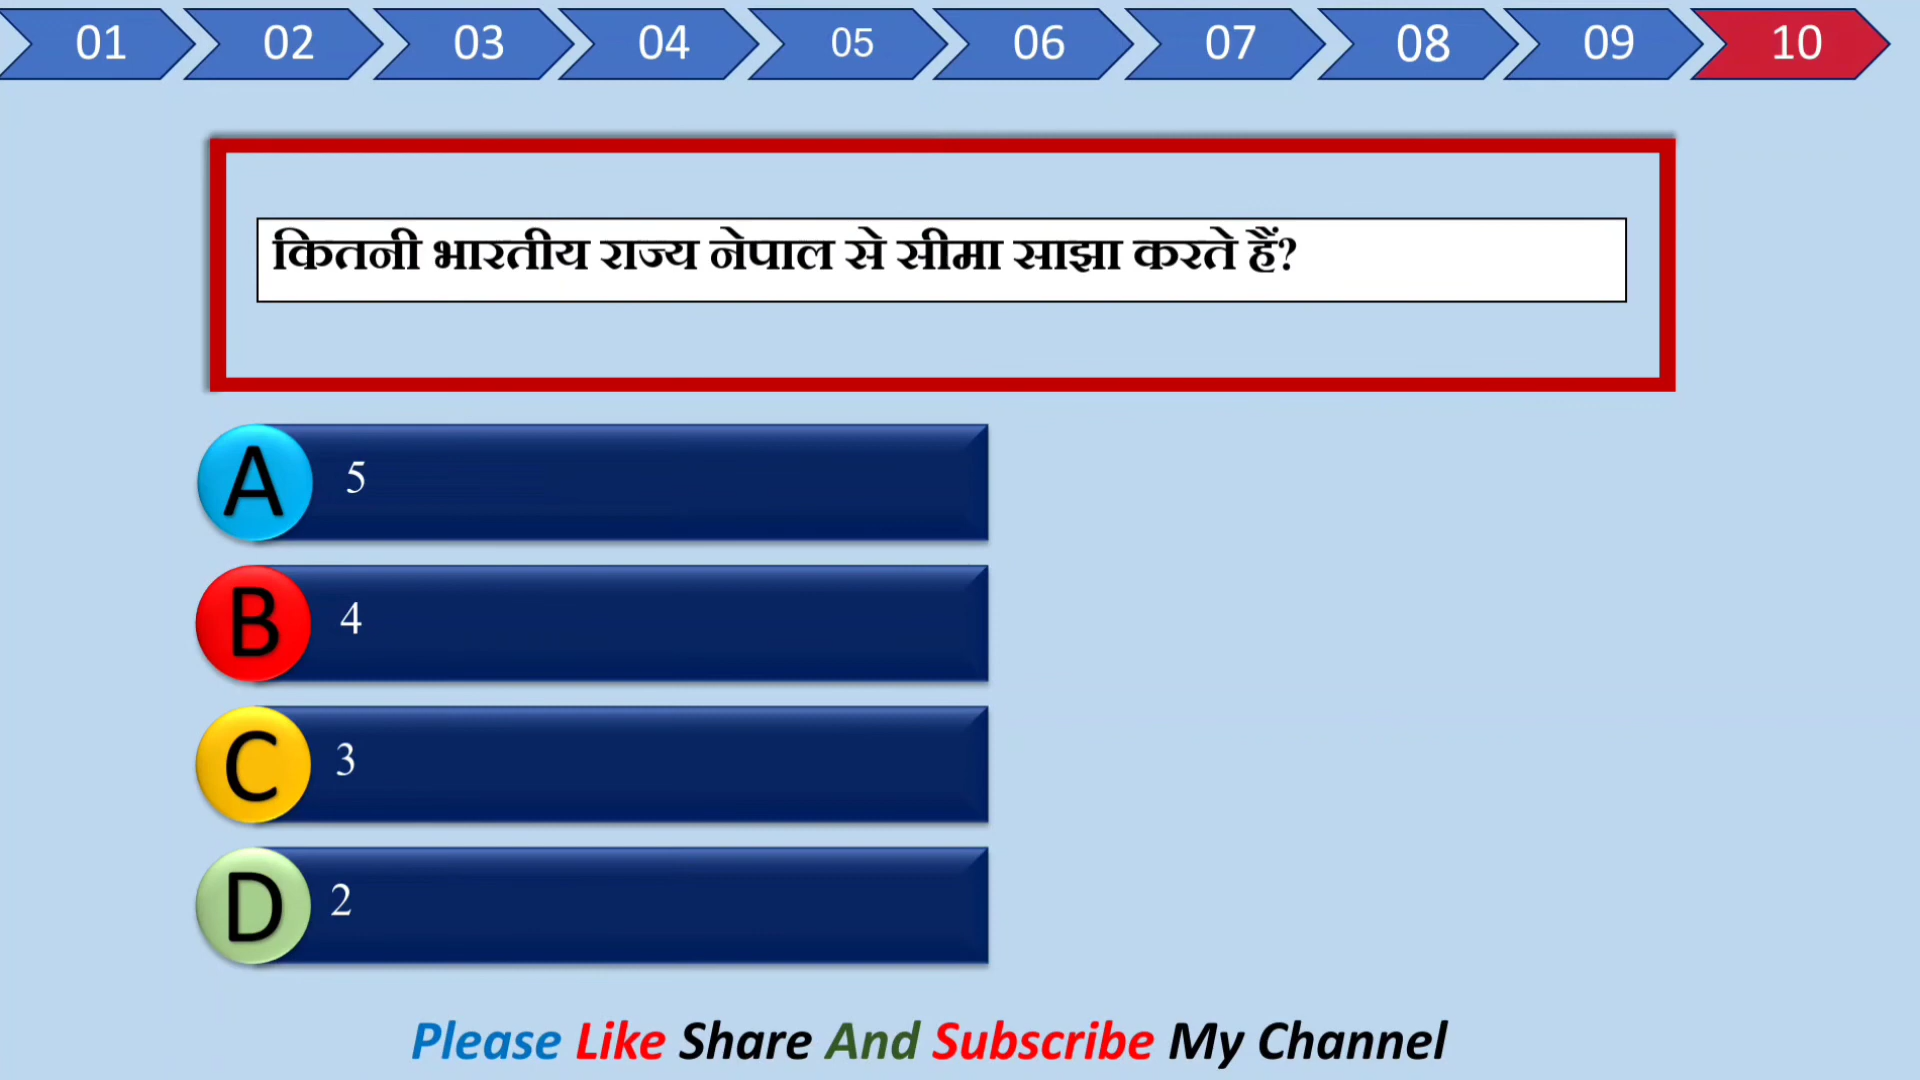 01 02 03 04 05 06 07 08 09 10
कितनी भारतीय राज्य नेपाल से सीमा साझा करते हैं?
A 5
B 4
C 3
D 2
Please Like Share And Subscribe My Channel